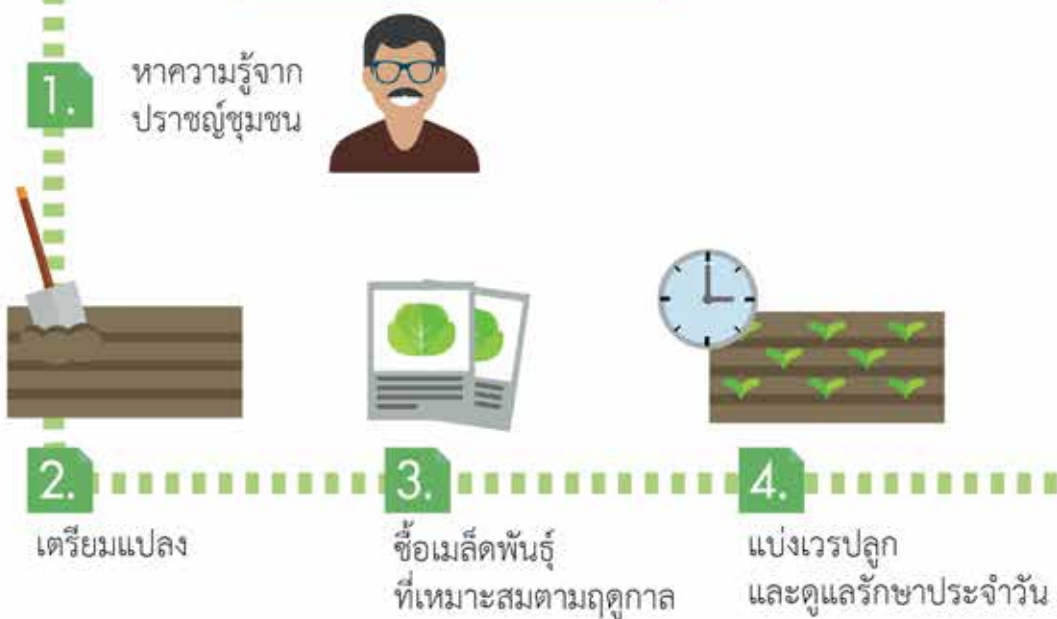 1.
หาความรู้จาก
ปราชญ์ชุมชน
2.
เตรียมแปลง
3.
ซื้อเมล็ดพันธุ์
ที่เหมาะสมตามฤดูกาล
4.
แบ่งเวรปลูก
และดูแลรักษาประจำวัน